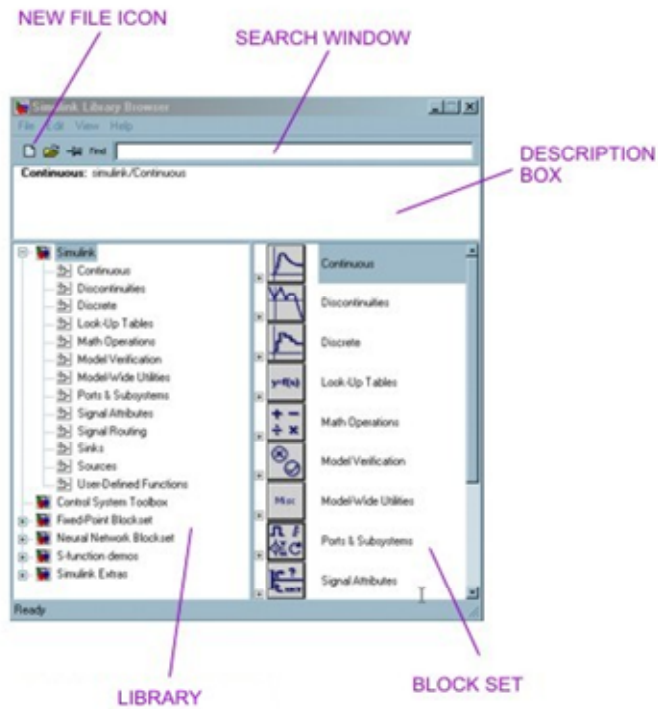 NEW FILE ICON
SEARCH WINDOW
Simulink Library Browser
File Edit View Help
Find
DESCRIPTION
BOX
Continuous: simulink/Continuous
Simulink
Continuous
Discontinuities
Discrete
Look-Up Tables
Math Operations
Model Verification
Model-Wide Utilities
Ports & Subsystems
Signal Attributes
Signal Routing
Sinks
Sources
User-Defined Functions
Control System Toolbox
Fixed-Point Blockset
Neural Network Blockset
S-function demos
Simulink Extras
Continuous
Discontinuities
Discrete
y=f(u)
Look-Up Tables
+ −
÷ ×
Math Operations
Model Verification
Misc
Model-Wide Utilities
Ports & Subsystems
Signal Attributes
Ready
LIBRARY
BLOCK SET